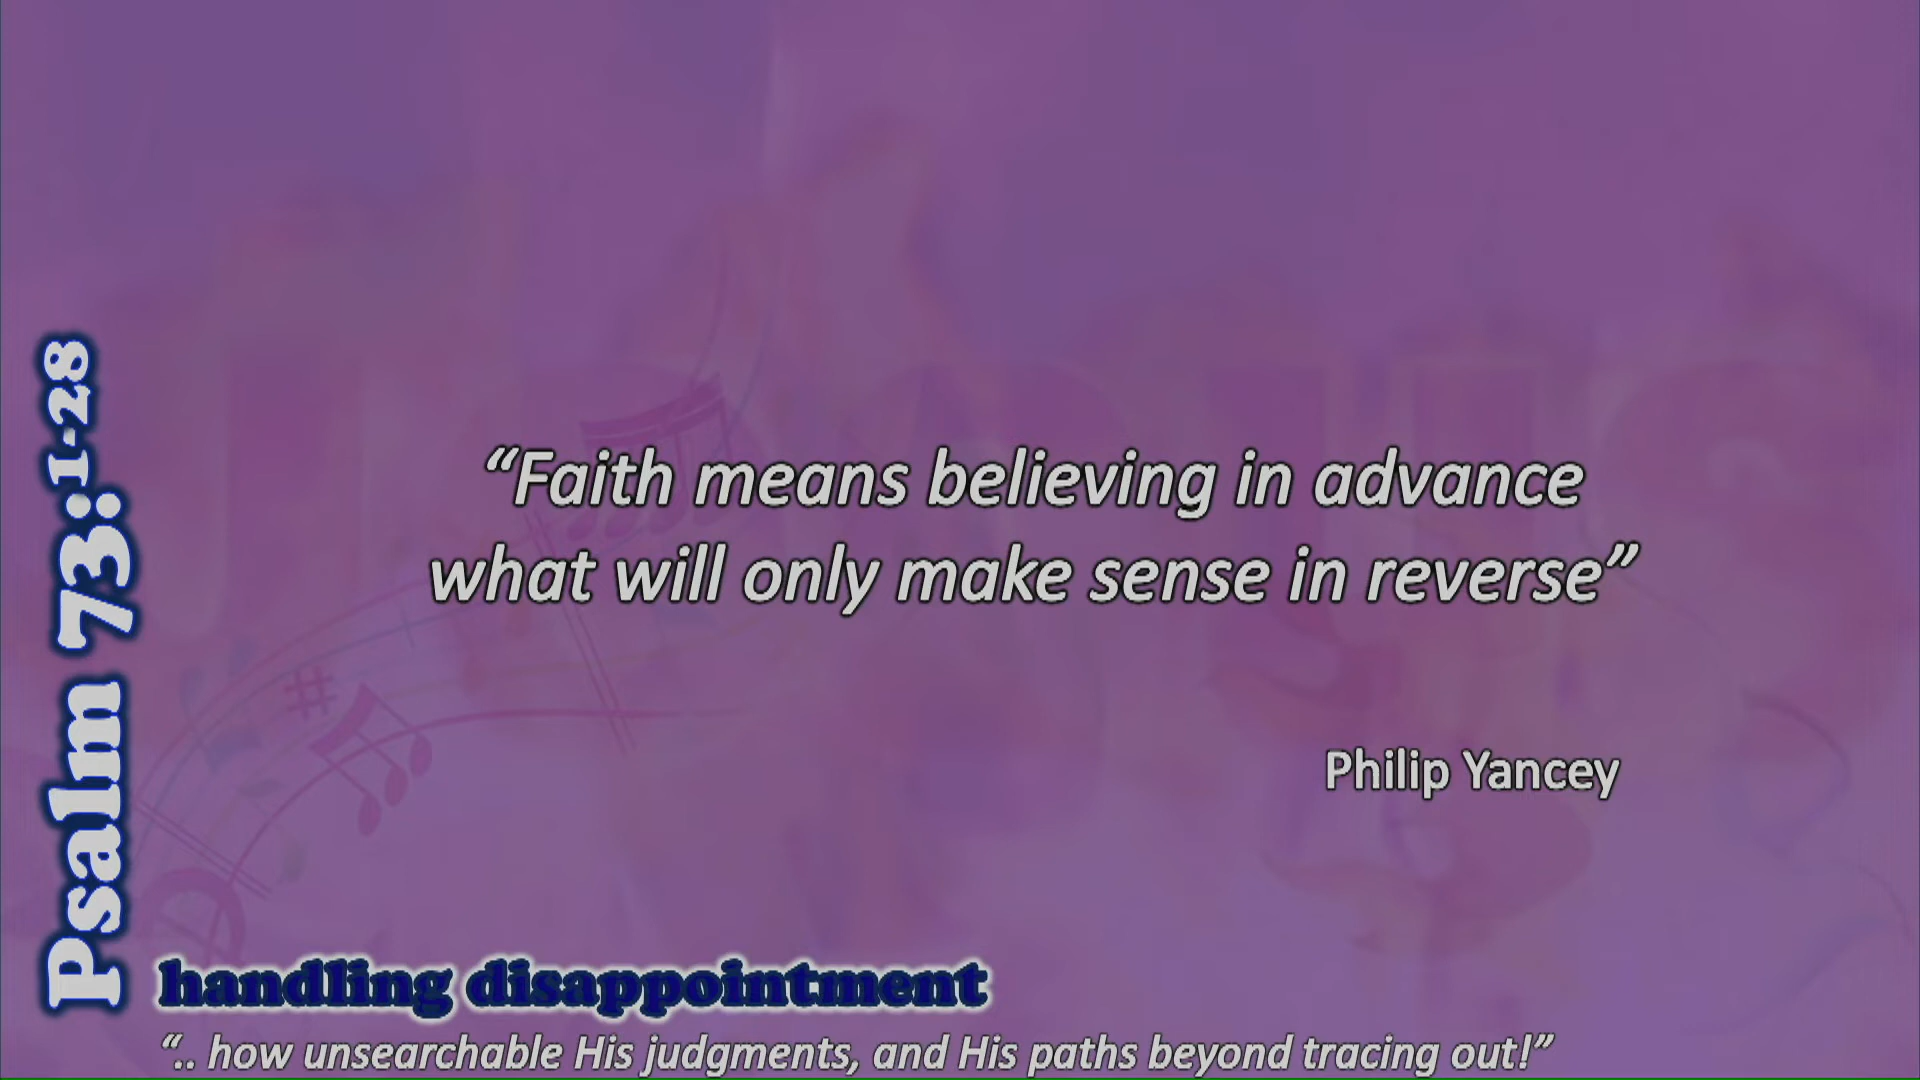 “Faith means believing in advance
what will only make sense in reverse”
Philip Yancey
Psalm 73:1-28
handling disappointment
“.. how unsearchable His judgments, and His paths beyond tracing out!”